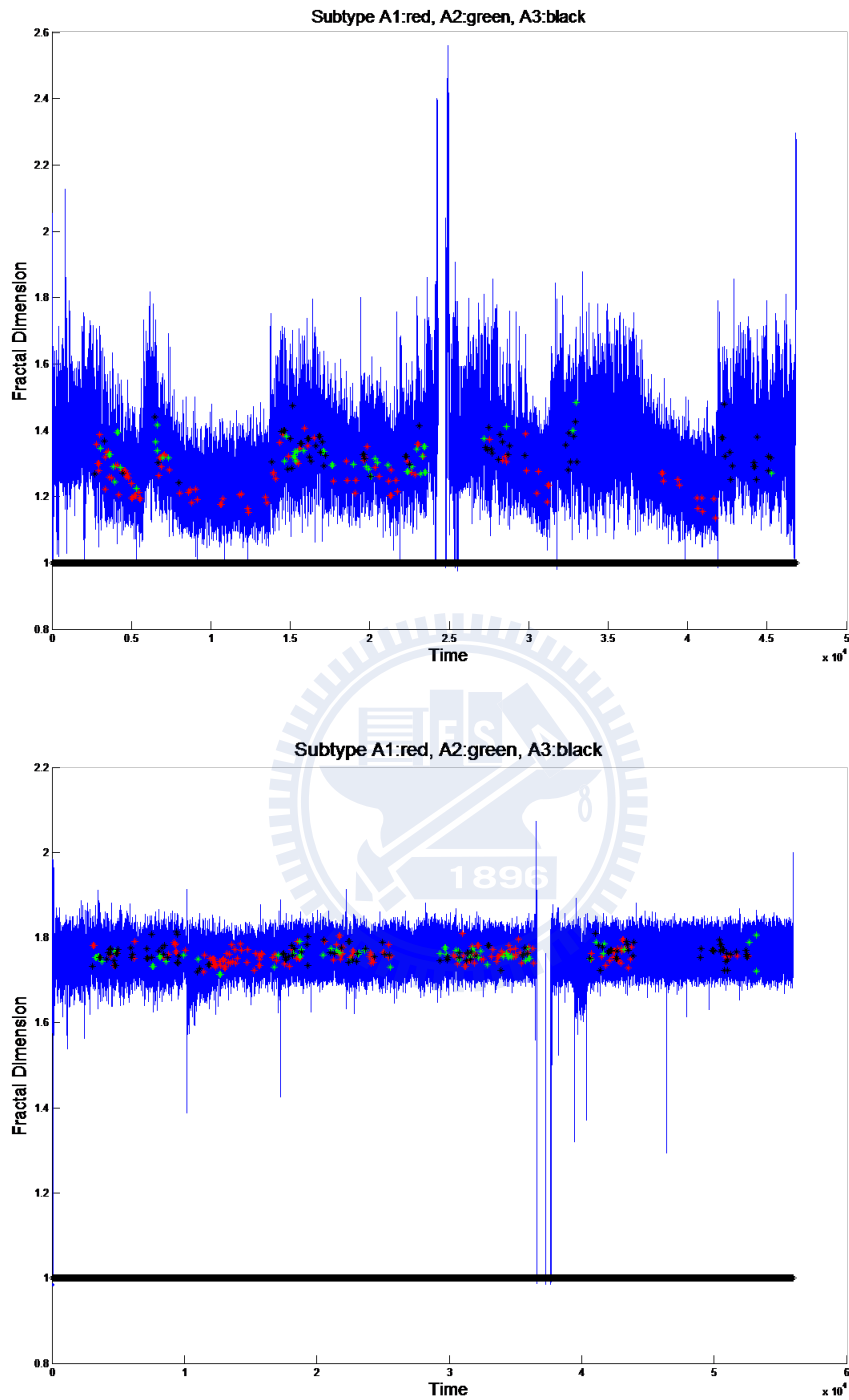 Subtype A1:red, A2:green, A3:black
Fractal Dimension
2.6
2.4
2.2
2
1.8
1.6
1.4
1.2
1
0.8
0 0.5 1 1.5 2 2.5 3 3.5 4 4.5 5
Time
x 10⁴
ES
1896
Subtype A1:red, A2:green, A3:black
Fractal Dimension
2.2
2
1.8
1.6
1.4
1.2
1
0.8
0 1 2 3 4 5 6
Time
x 10⁴